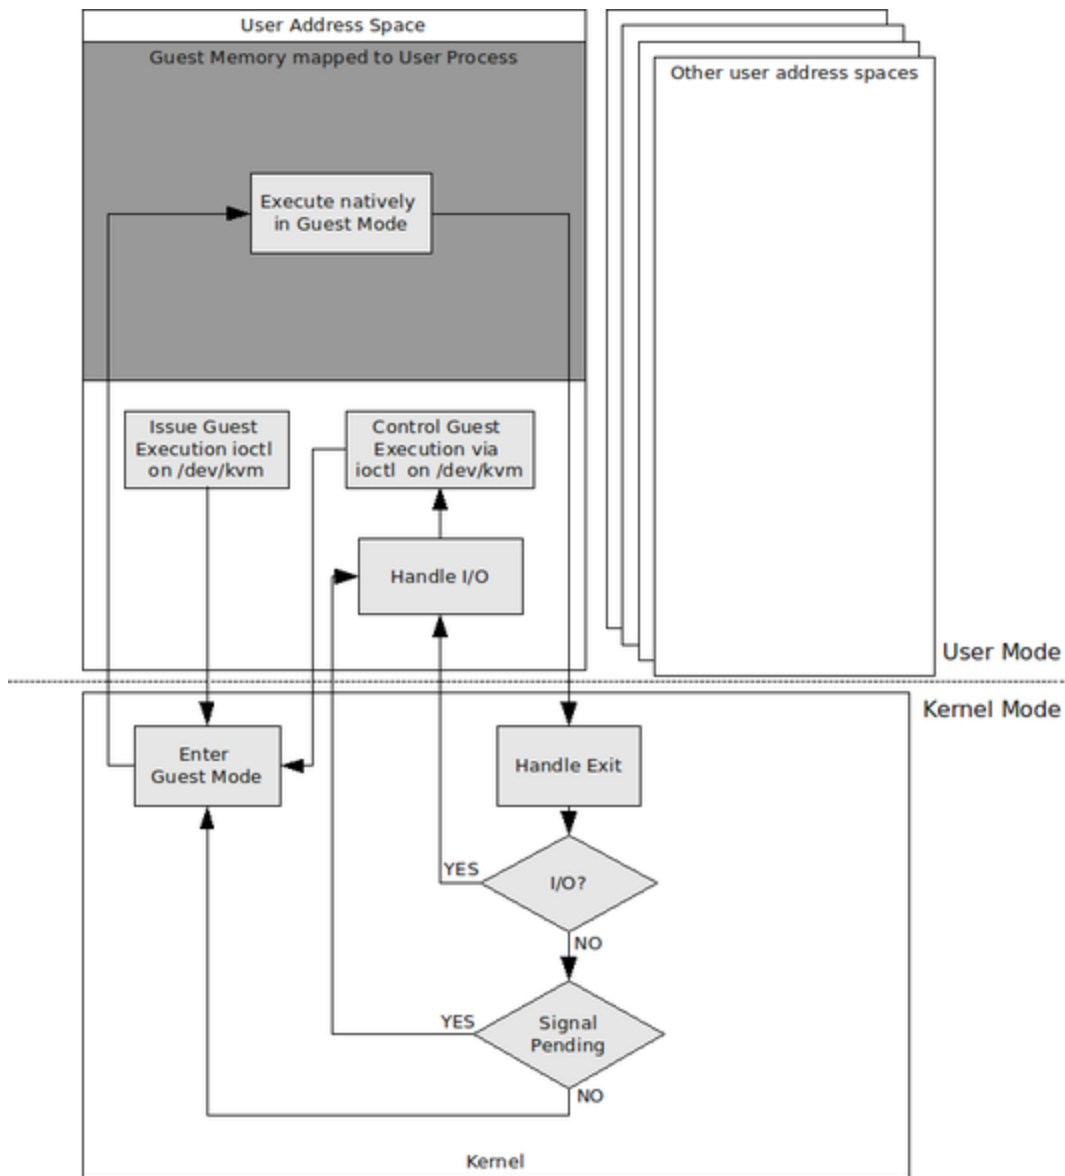 User Address Space
Guest Memory mapped to User Process
Other user address spaces
Execute natively
in Guest Mode
Issue Guest
Execution ioctl
on /dev/kvm
Control Guest
Execution via
ioctl on /dev/kvm
Handle I/O
User Mode
Kernel Mode
Enter
Guest Mode
Handle Exit
YES
I/O?
NO
YES
Signal
Pending
NO
Kernel